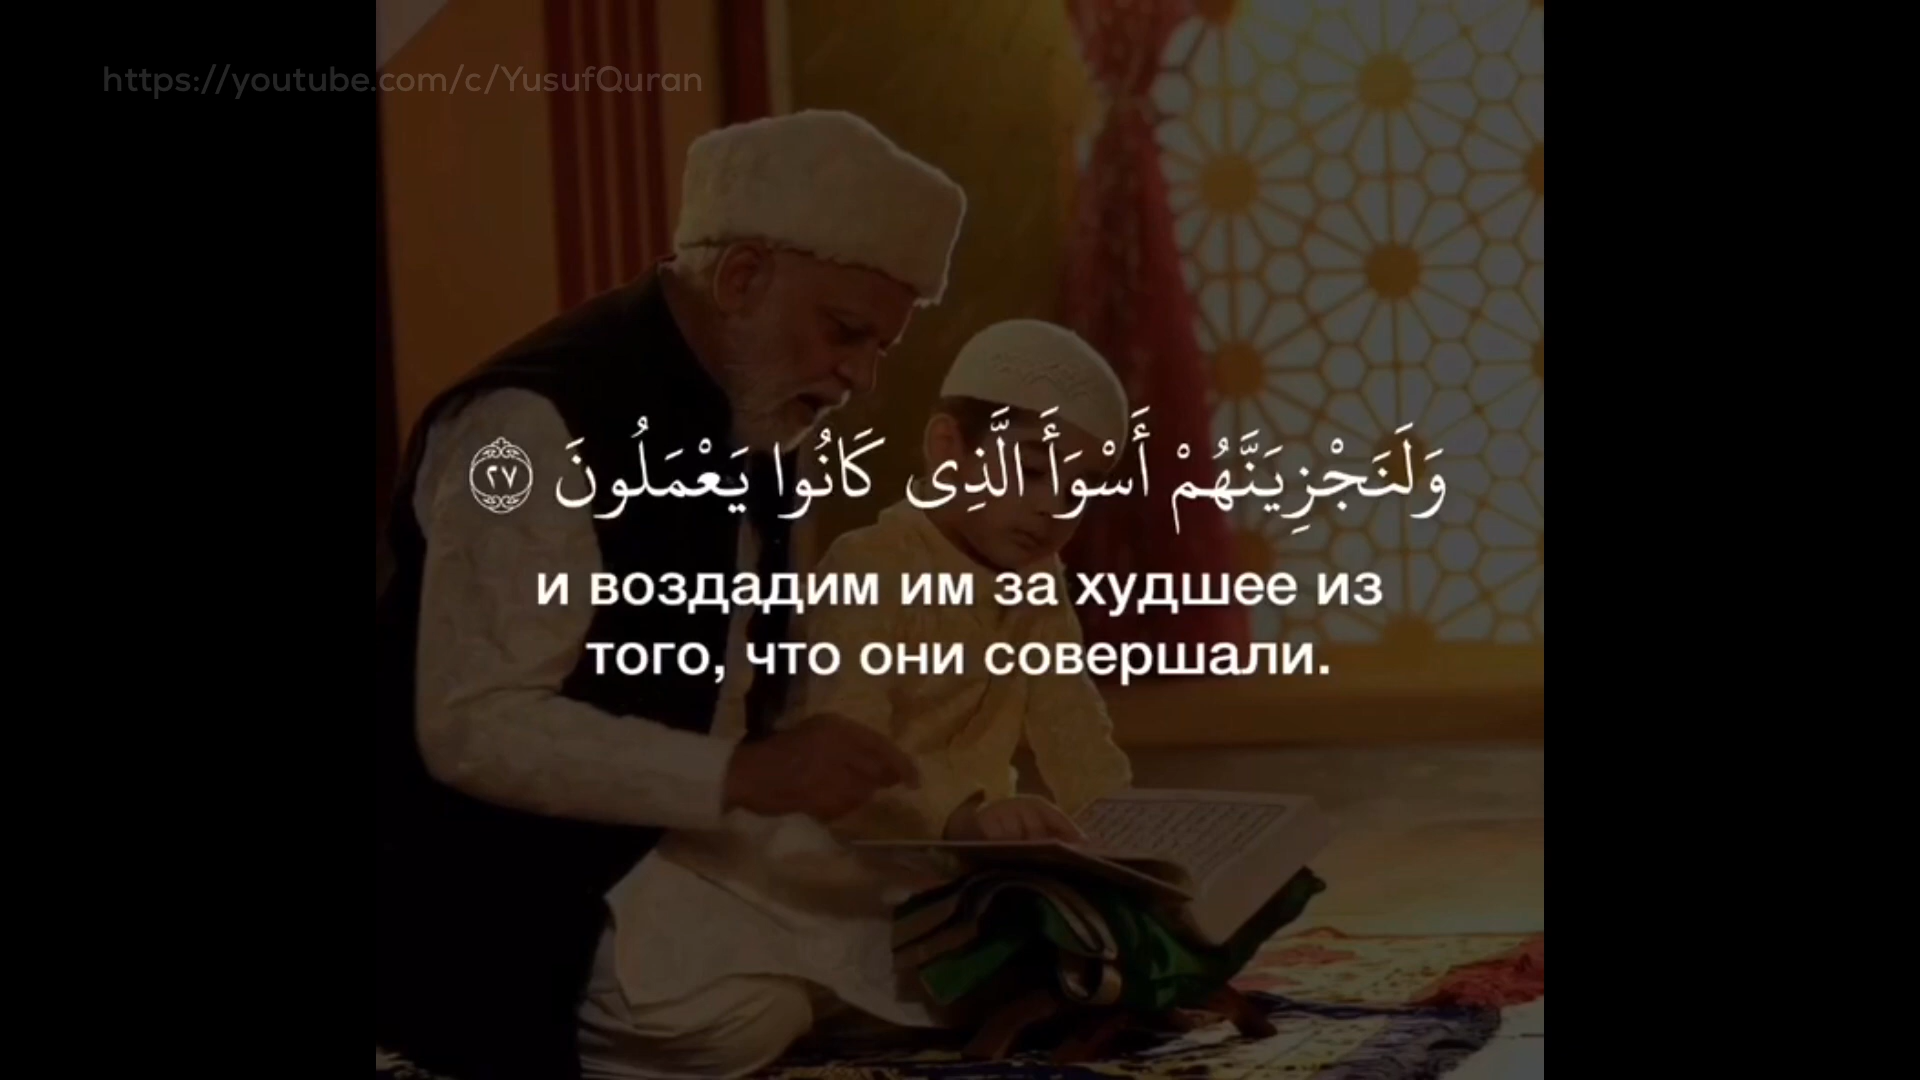 https://youtube.com/c/YusufQuran
وَلَنَجْزِيَنَّهُمْ أَسْوَأَ الَّذِى كَانُوا يَعْمَلُونَ ٢٧
и воздадим им за худшее из
того, что они совершали.